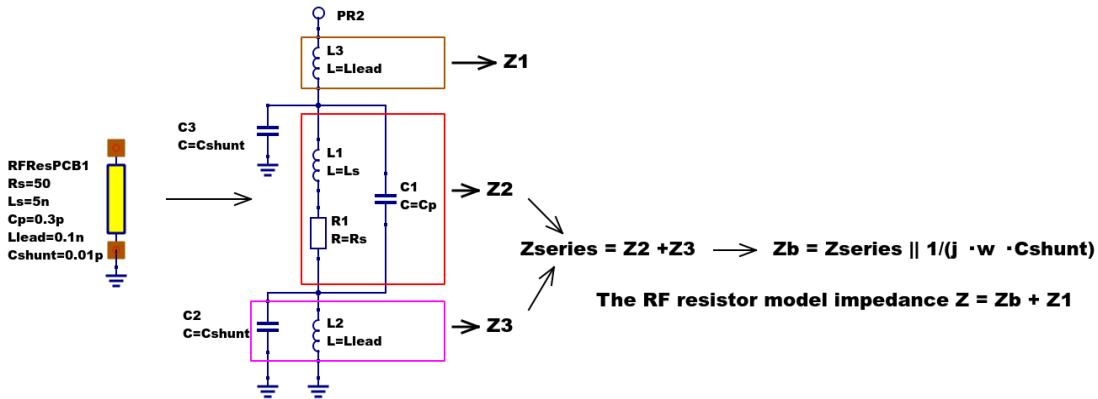 PR2
L3
L=Llead
Z1
C3
C=Cshunt
RFResPCB1
Rs=50
Ls=5n
Cp=0.3p
Llead=0.1n
Cshunt=0.01p
L1
L=Ls
C1
C=Cp
R1
R=Rs
Z2
Zseries = Z2 +Z3
Zb = Zseries || 1/(j ·w ·Cshunt)
The RF resistor model impedance Z = Zb + Z1
C2
C=Cshunt
L2
L=Llead
Z3